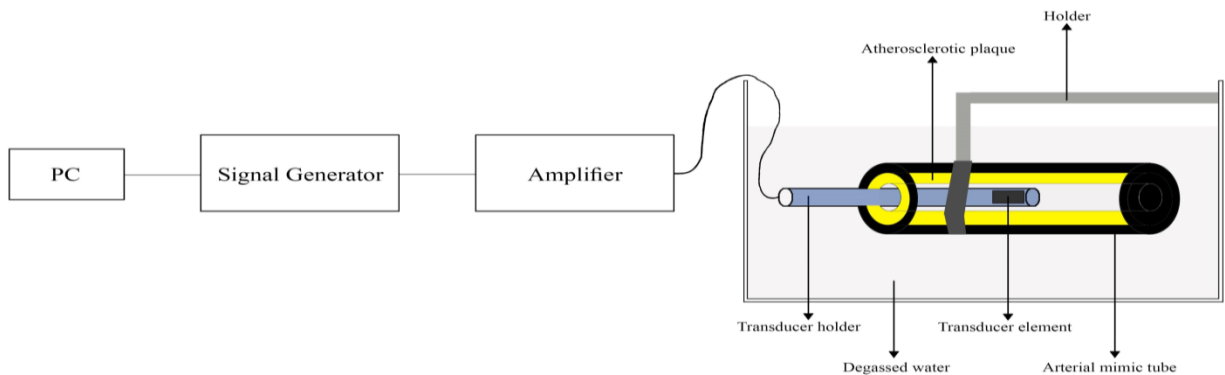 Holder
Atherosclerotic plaque
PC
Signal Generator
Amplifier
Transducer holder
Transducer element
Degassed water
Arterial mimic tube